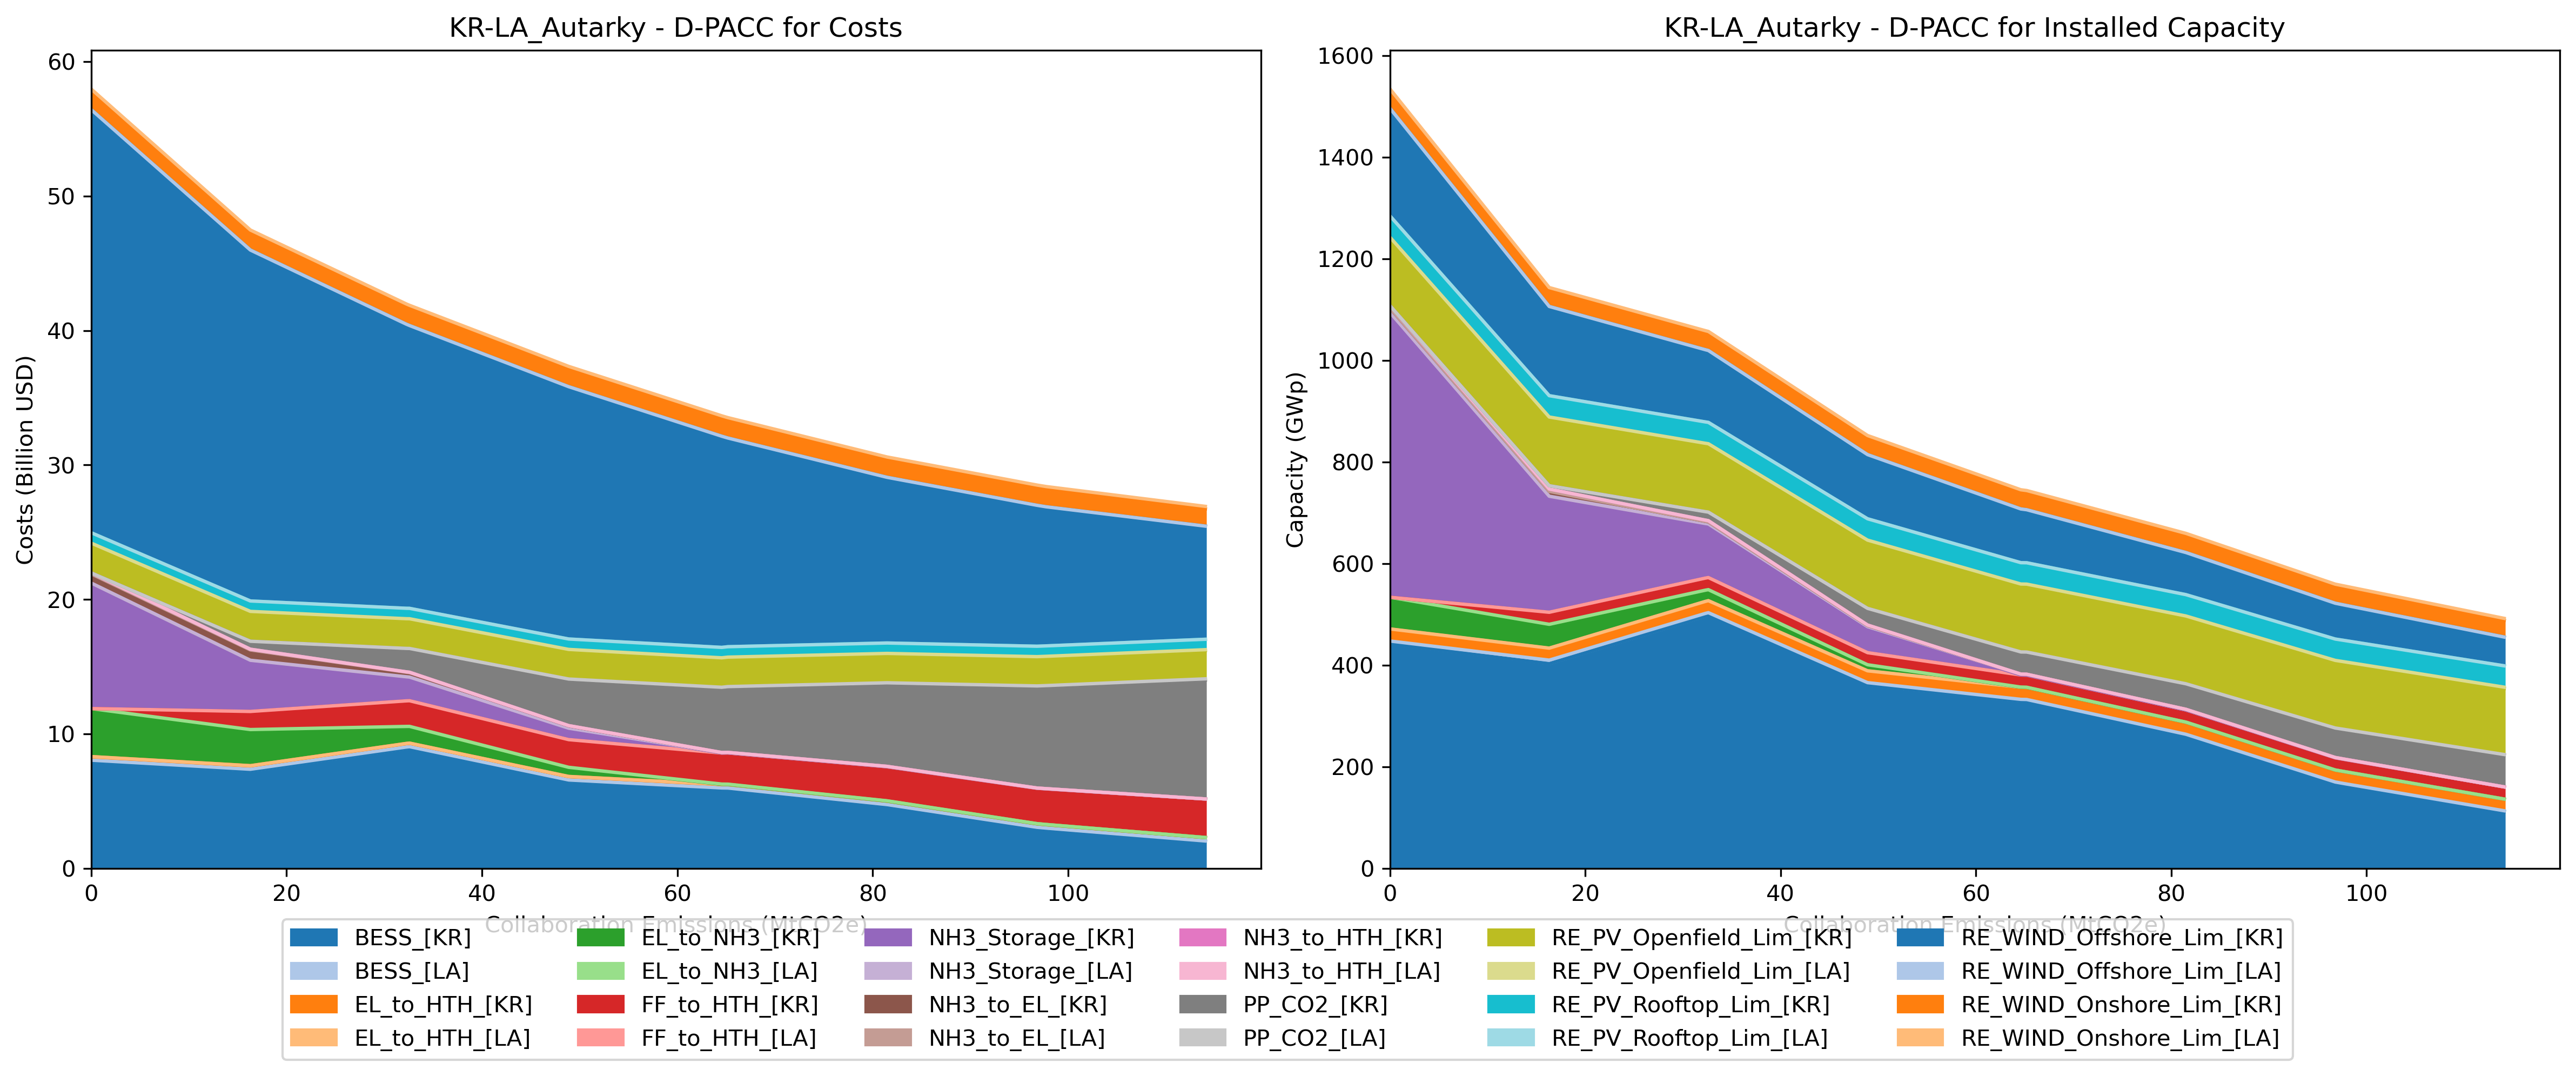 KR-LA_Autarky - D-PACC for Costs
60
50
40
30
20
10
0
Costs (Billion USD)
0 20 40 60 80 100
Collaboration Emissions (MtCO2e)
KR-LA_Autarky - D-PACC for Installed Capacity
1600
1400
1200
1000
800
600
400
200
0
Capacity (GWp)
0 20 40 60 80 100
Collaboration Emissions (MtCO2e)
BESS_[KR] EL_to_NH3_[KR] NH3_Storage_[KR] NH3_to_HTH_[KR] RE_PV_Openfield_Lim_[KR] RE_WIND_Offshore_Lim_[KR]
BESS_[LA] EL_to_NH3_[LA] NH3_Storage_[LA] NH3_to_HTH_[LA] RE_PV_Openfield_Lim_[LA] RE_WIND_Offshore_Lim_[LA]
EL_to_HTH_[KR] FF_to_HTH_[KR] NH3_to_EL_[KR] PP_CO2_[KR] RE_PV_Rooftop_Lim_[KR] RE_WIND_Onshore_Lim_[KR]
EL_to_HTH_[LA] FF_to_HTH_[LA] NH3_to_EL_[LA] PP_CO2_[LA] RE_PV_Rooftop_Lim_[LA] RE_WIND_Onshore_Lim_[LA]